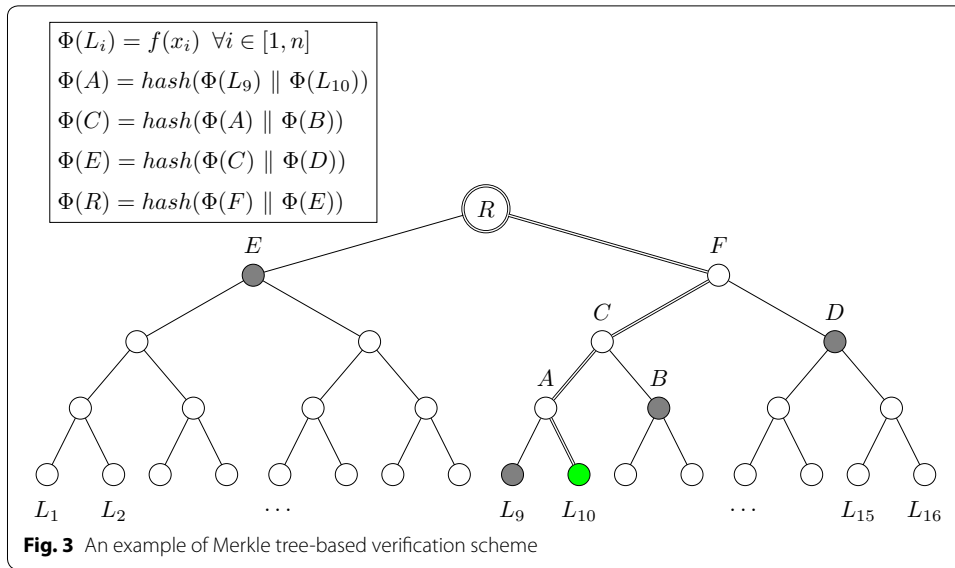 Φ(L_i) = f(x_i) ∀i ∈ [1, n]
Φ(A) = hash(Φ(L_9) ∥ Φ(L_10))
Φ(C) = hash(Φ(A) ∥ Φ(B))
Φ(E) = hash(Φ(C) ∥ Φ(D))
Φ(R) = hash(Φ(F) ∥ Φ(E))
R
E
F
C
D
A
B
L_1 L_2 ... L_9 L_10 ... L_15 L_16
Fig. 3 An example of Merkle tree-based verification scheme